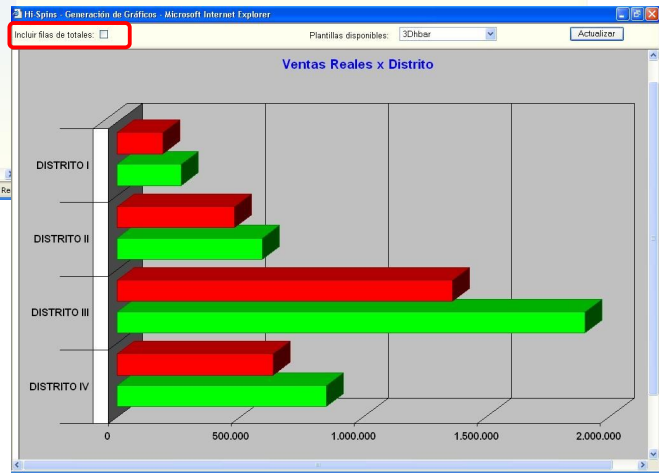 Hi-Spins - Generación de Gráficos - Microsoft Internet Explorer
Incluir filas de totales:
Plantillas disponibles: 3Dhbar
Actualizar
Ventas Reales x Distrito
DISTRITO I
Re
DISTRITO II
DISTRITO III
DISTRITO IV
0 500.000 1.000.000 1.500.000 2.000.000